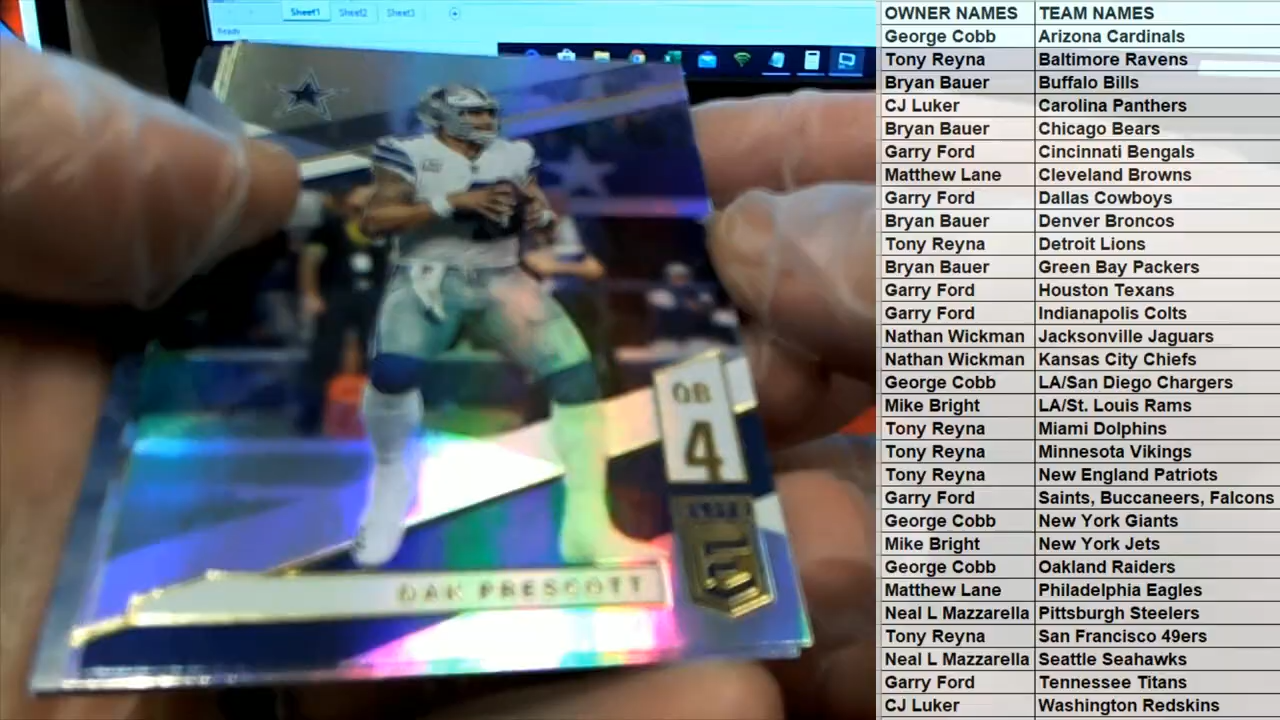 Sheet1 Sheet2 Sheet3
Ready
QB
4
DAK PRESCOTT
OWNER NAMES TEAM NAMES
George Cobb Arizona Cardinals
Tony Reyna Baltimore Ravens
Bryan Bauer Buffalo Bills
CJ Luker Carolina Panthers
Bryan Bauer Chicago Bears
Garry Ford Cincinnati Bengals
Matthew Lane Cleveland Browns
Garry Ford Dallas Cowboys
Bryan Bauer Denver Broncos
Tony Reyna Detroit Lions
Bryan Bauer Green Bay Packers
Garry Ford Houston Texans
Garry Ford Indianapolis Colts
Nathan Wickman Jacksonville Jaguars
Nathan Wickman Kansas City Chiefs
George Cobb LA/San Diego Chargers
Mike Bright LA/St. Louis Rams
Tony Reyna Miami Dolphins
Tony Reyna Minnesota Vikings
Tony Reyna New England Patriots
Garry Ford Saints, Buccaneers, Falcons
George Cobb New York Giants
Mike Bright New York Jets
George Cobb Oakland Raiders
Matthew Lane Philadelphia Eagles
Neal L Mazzarella Pittsburgh Steelers
Tony Reyna San Francisco 49ers
Neal L Mazzarella Seattle Seahawks
Garry Ford Tennessee Titans
CJ Luker Washington Redskins